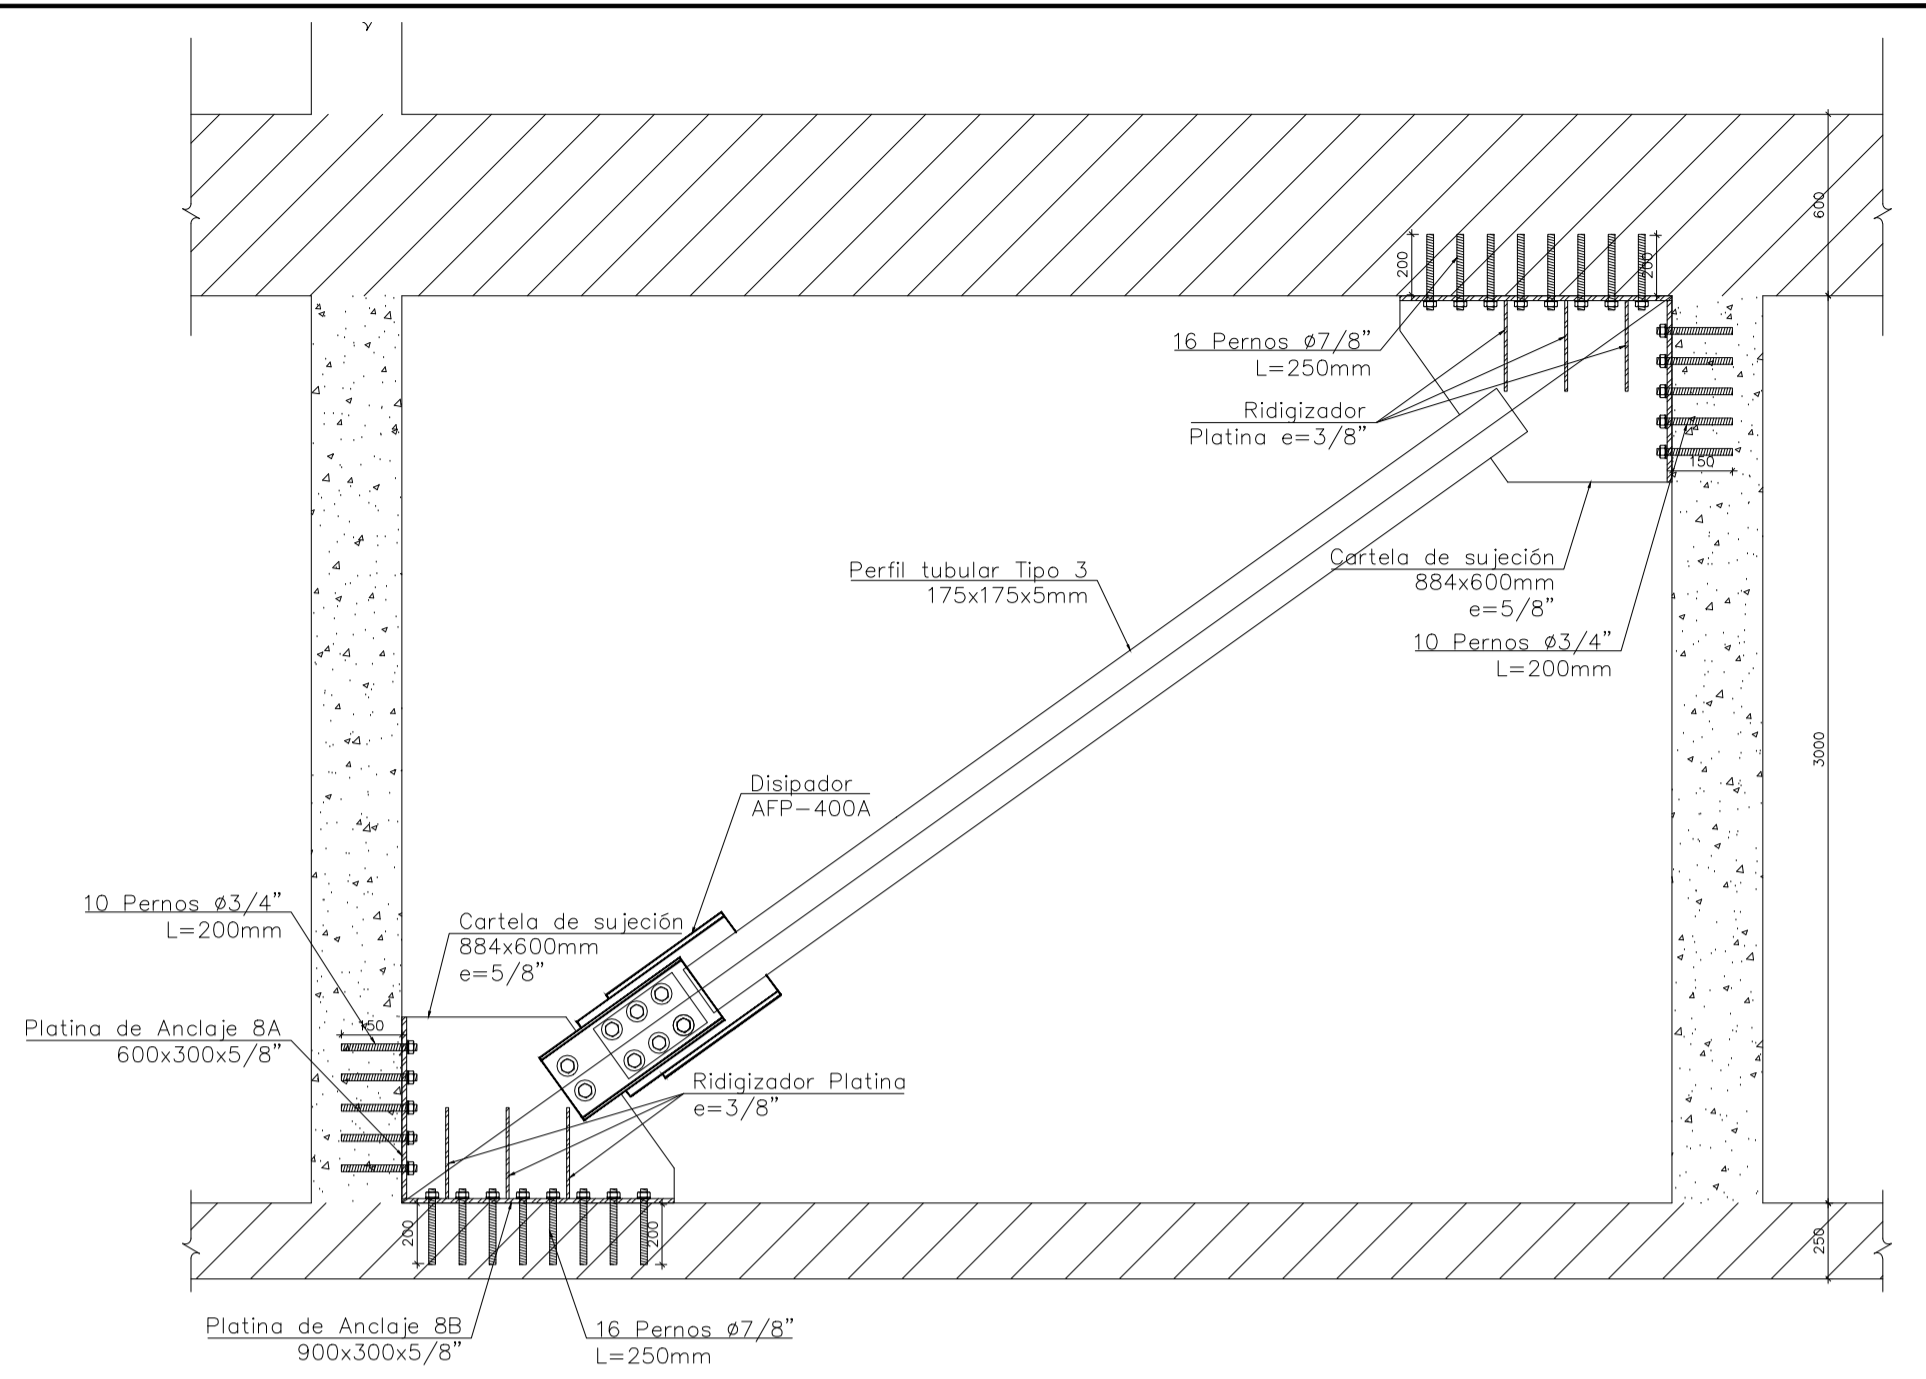 600
200
200
16 Pernos ø7/8"
L=250mm
Ridigizador
Platina e=3/8"
150
Cartela de sujeción
884x600mm
e=5/8"
10 Pernos ø3/4"
L=200mm
Perfil tubular Tipo 3
175x175x5mm
3000
Disipador
AFP-400A
10 Pernos ø3/4"
L=200mm
Cartela de sujeción
884x600mm
e=5/8"
150
Platina de Anclaje 8A
600x300x5/8"
Ridigizador Platina
e=3/8"
200
200
250
Platina de Anclaje 8B
900x300x5/8"
16 Pernos ø7/8"
L=250mm